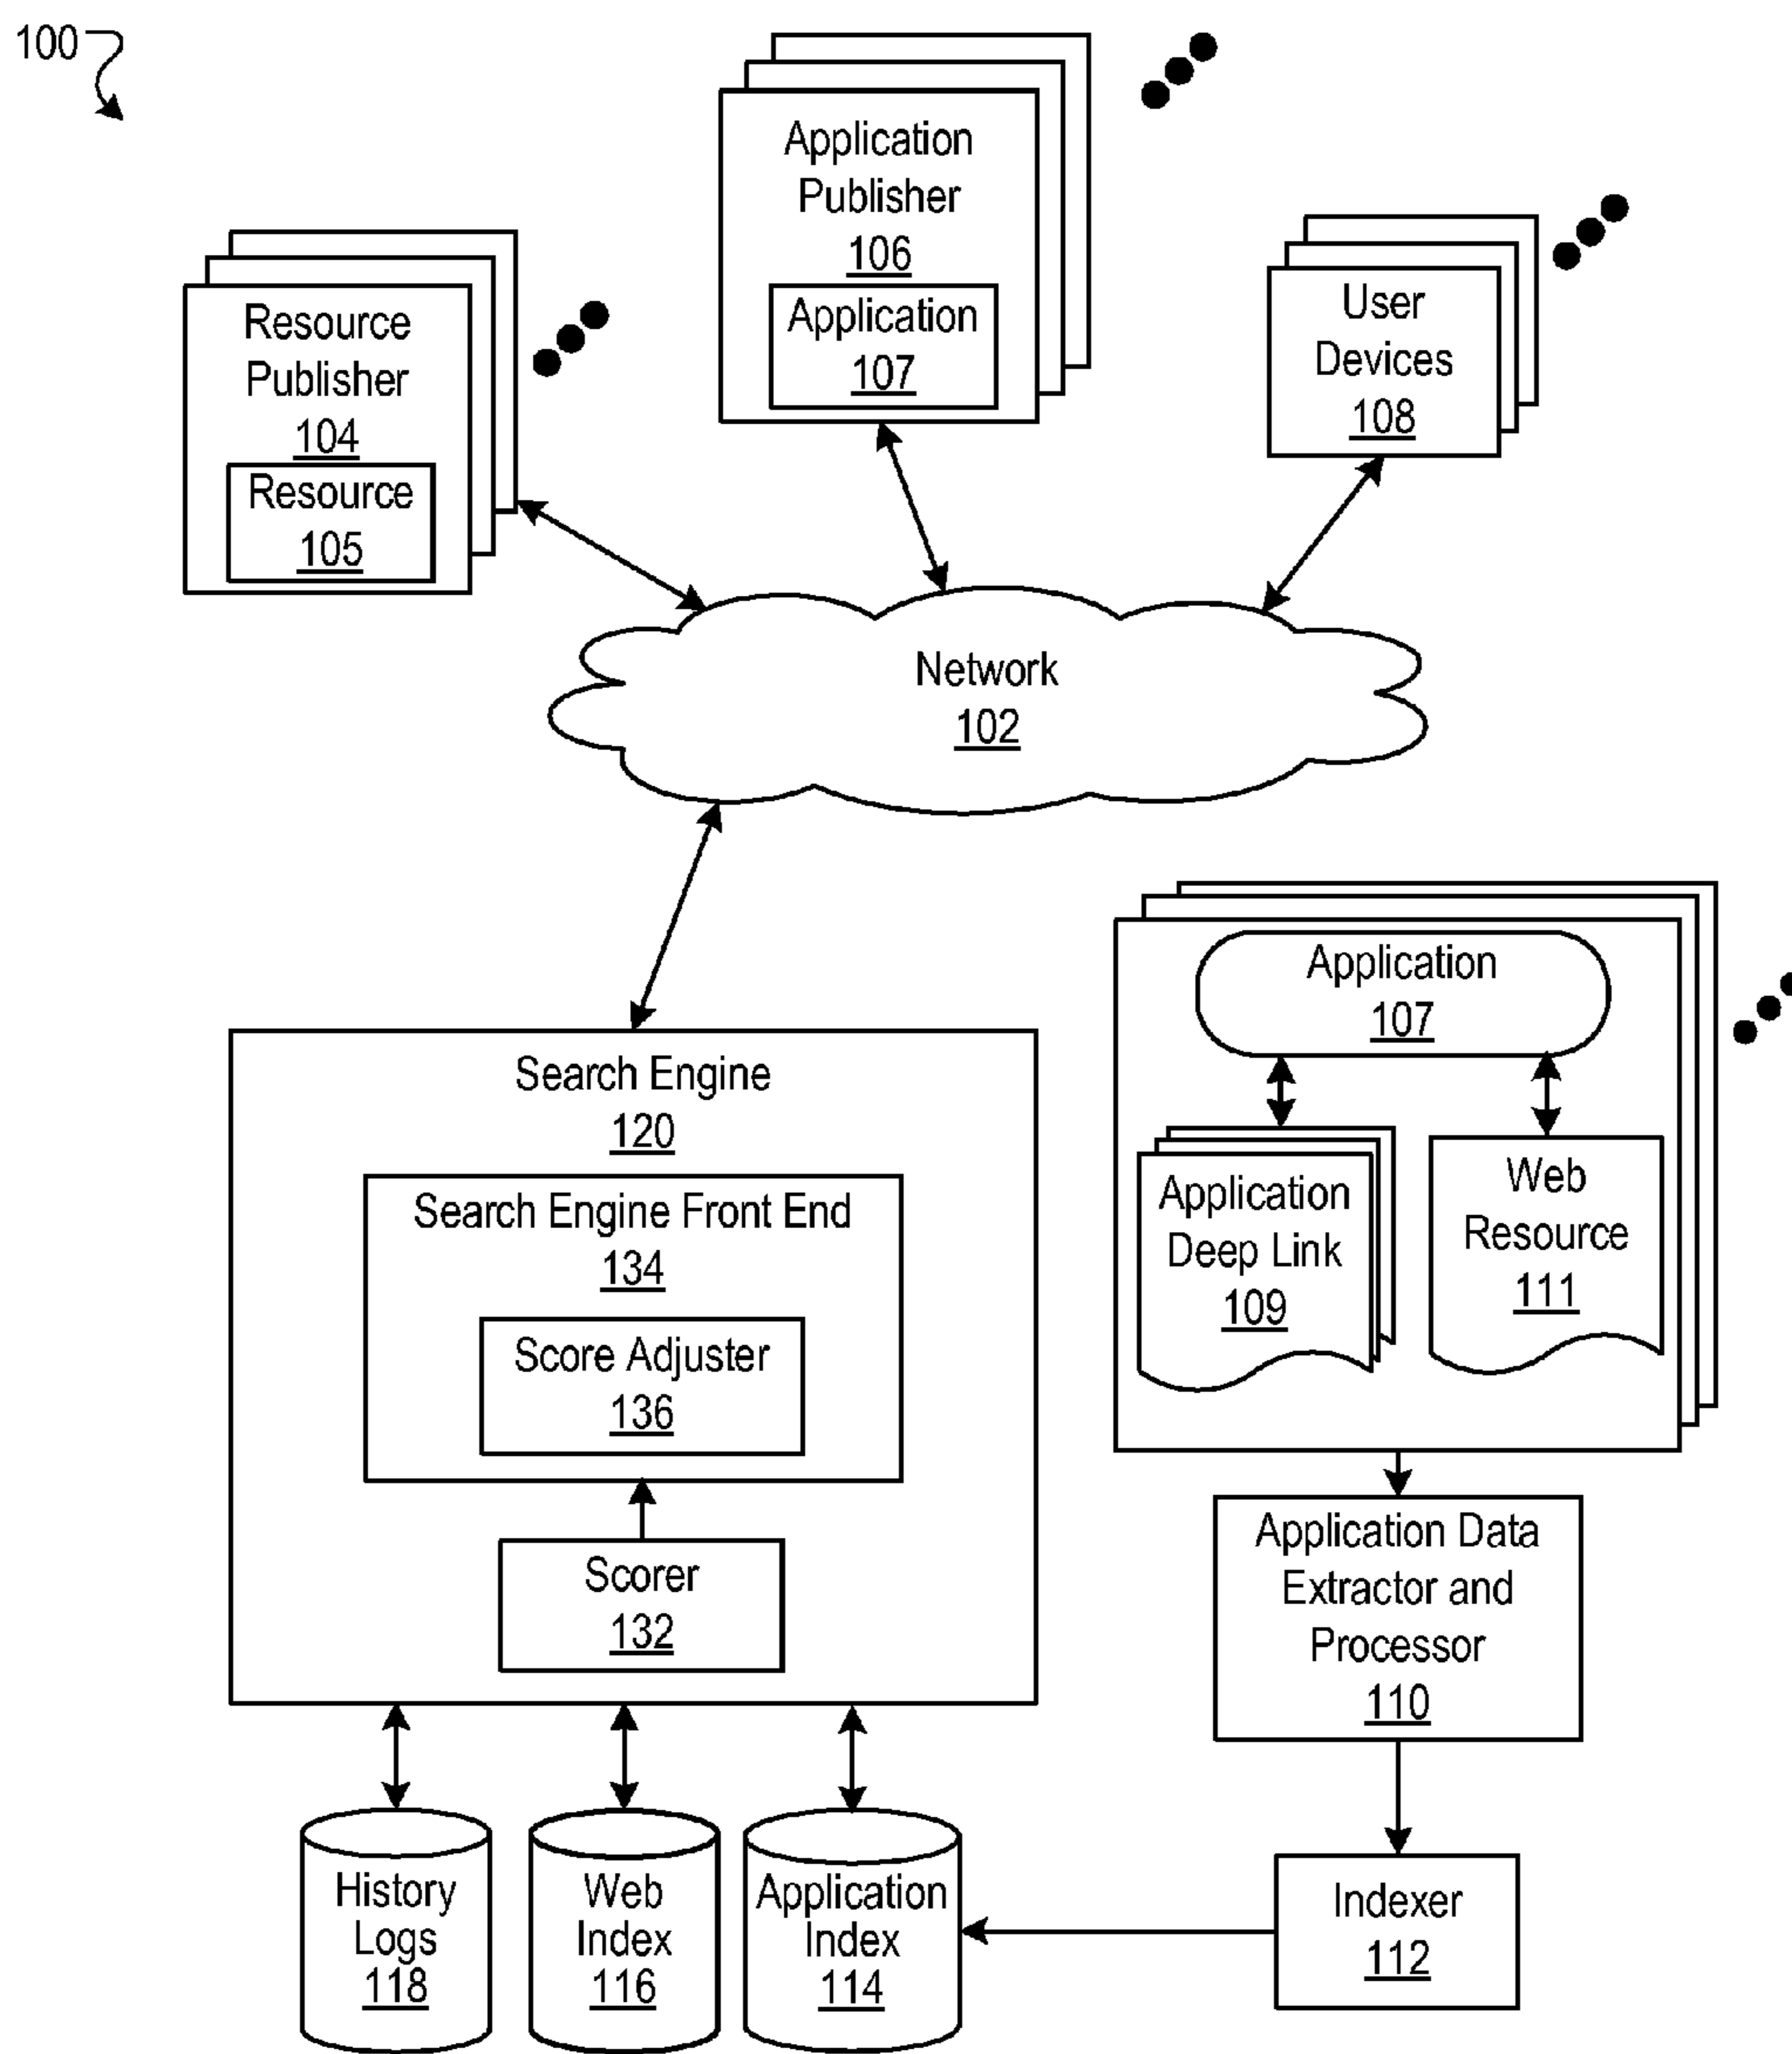 100
Application
Publisher
106
Application
107
Resource
Publisher
104
Resource
105
User
Devices
108
Network
102
Search Engine
120
Search Engine Front End
134
Score Adjuster
136
Scorer
132
Application
107
Application
Deep Link
109
Web
Resource
111
Application Data
Extractor and
Processor
110
History
Logs
118
Web
Index
116
Application
Index
114
Indexer
112